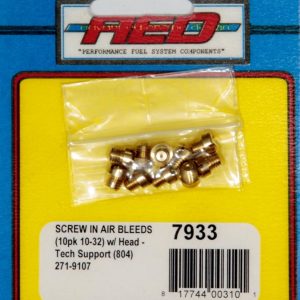 AED
"PERFORMANCE FUEL SYSTEM COMPONENTS"
SCREW IN AIR BLEEDS
(10pk 10-32) w/ Head -
Tech Support (804)
271-9107
7933
8 17744 00310 1